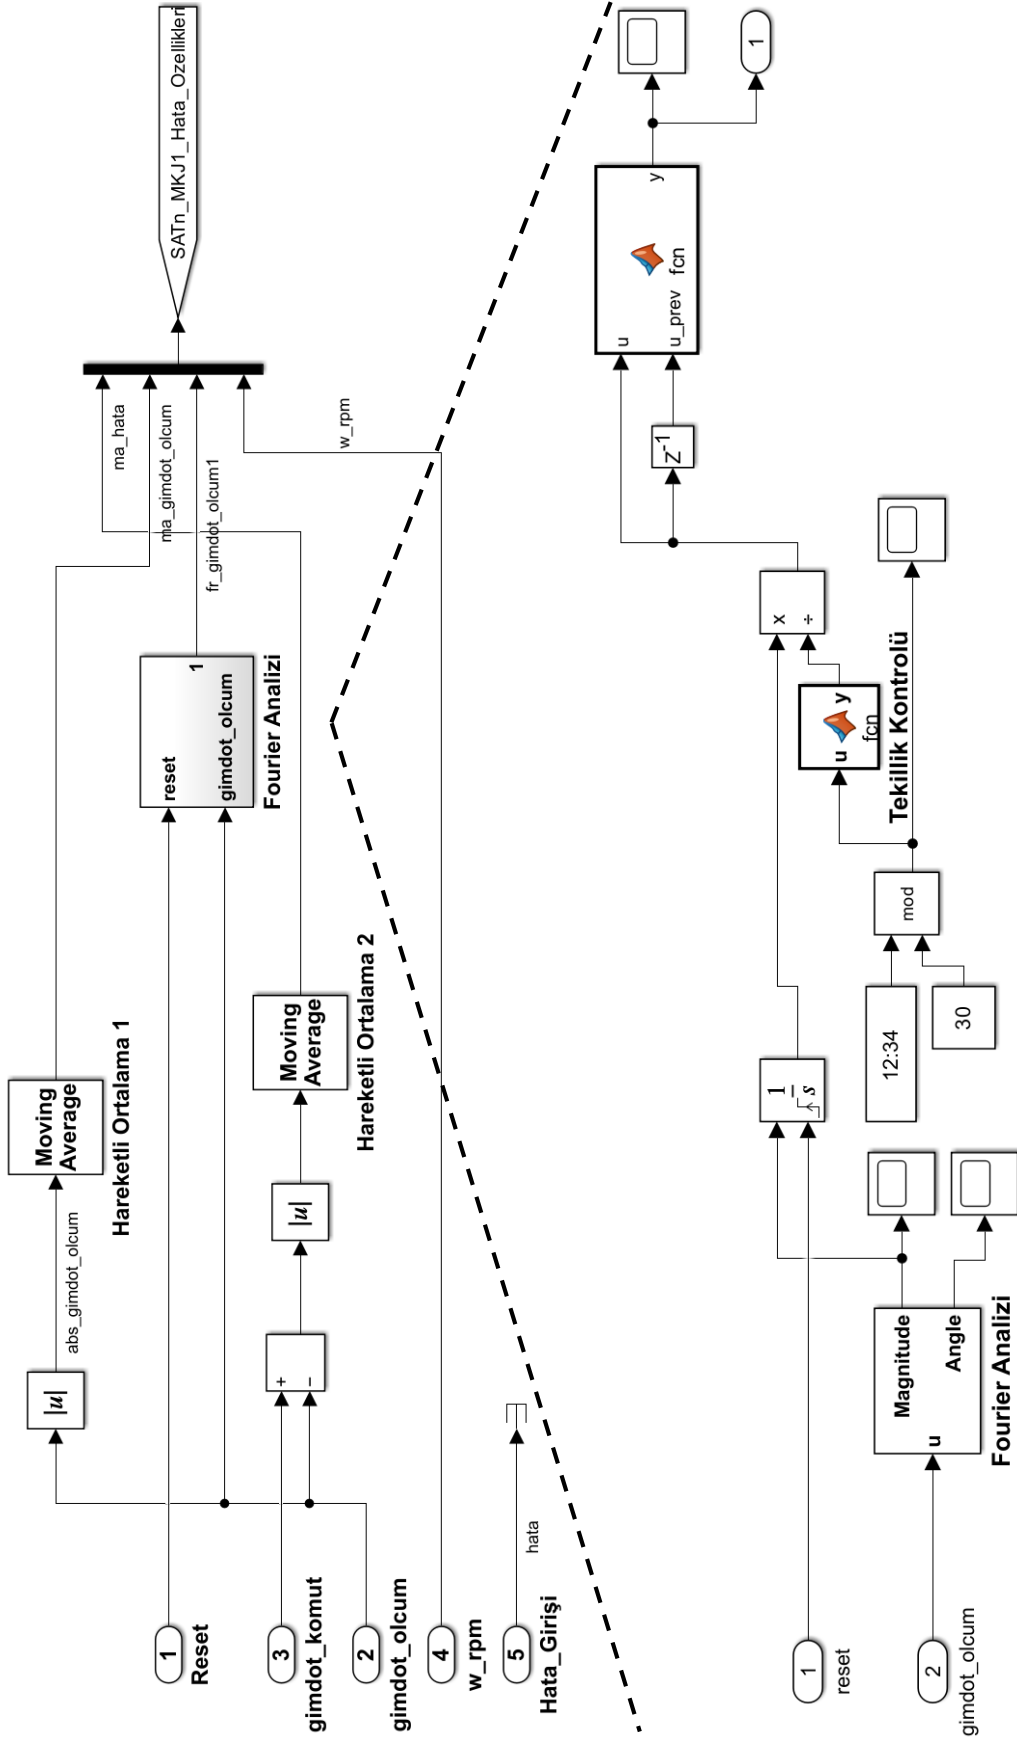 1
Reset
3
gimdot_komut
2
gimdot_olcum
4
w_rpm
5
Hata_Girişi
hata
|u|
abs_gimdot_olcum
Moving
Average
Hareketli Ortalama 1
+
−
|u|
Moving
Average
Hareketli Ortalama 2
reset
gimdot_olcum
1
Fourier Analizi
ma_hata
ma_gimdot_olcum
fr_gimdot_olcum1
w_rpm
SATn_MKJ1_Hata_Ozellikleri
1
reset
2
gimdot_olcum
u
Magnitude
Angle
Fourier Analizi
1
s
12:34
30
mod
u
y
fcn
Tekillik Kontrolü
×
÷
Z-1
u
u_prev
fcn
y
1